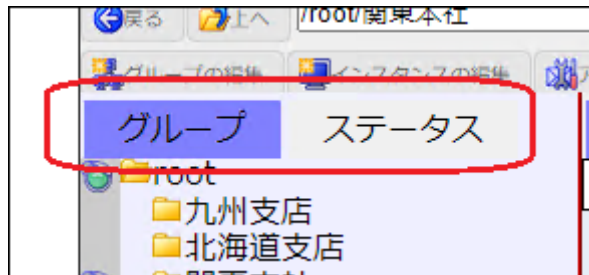 戻る 上へ /root/関東本社
グループの編集 インスタンスの編集
グループ ステータス
root
九州支店
北海道支店